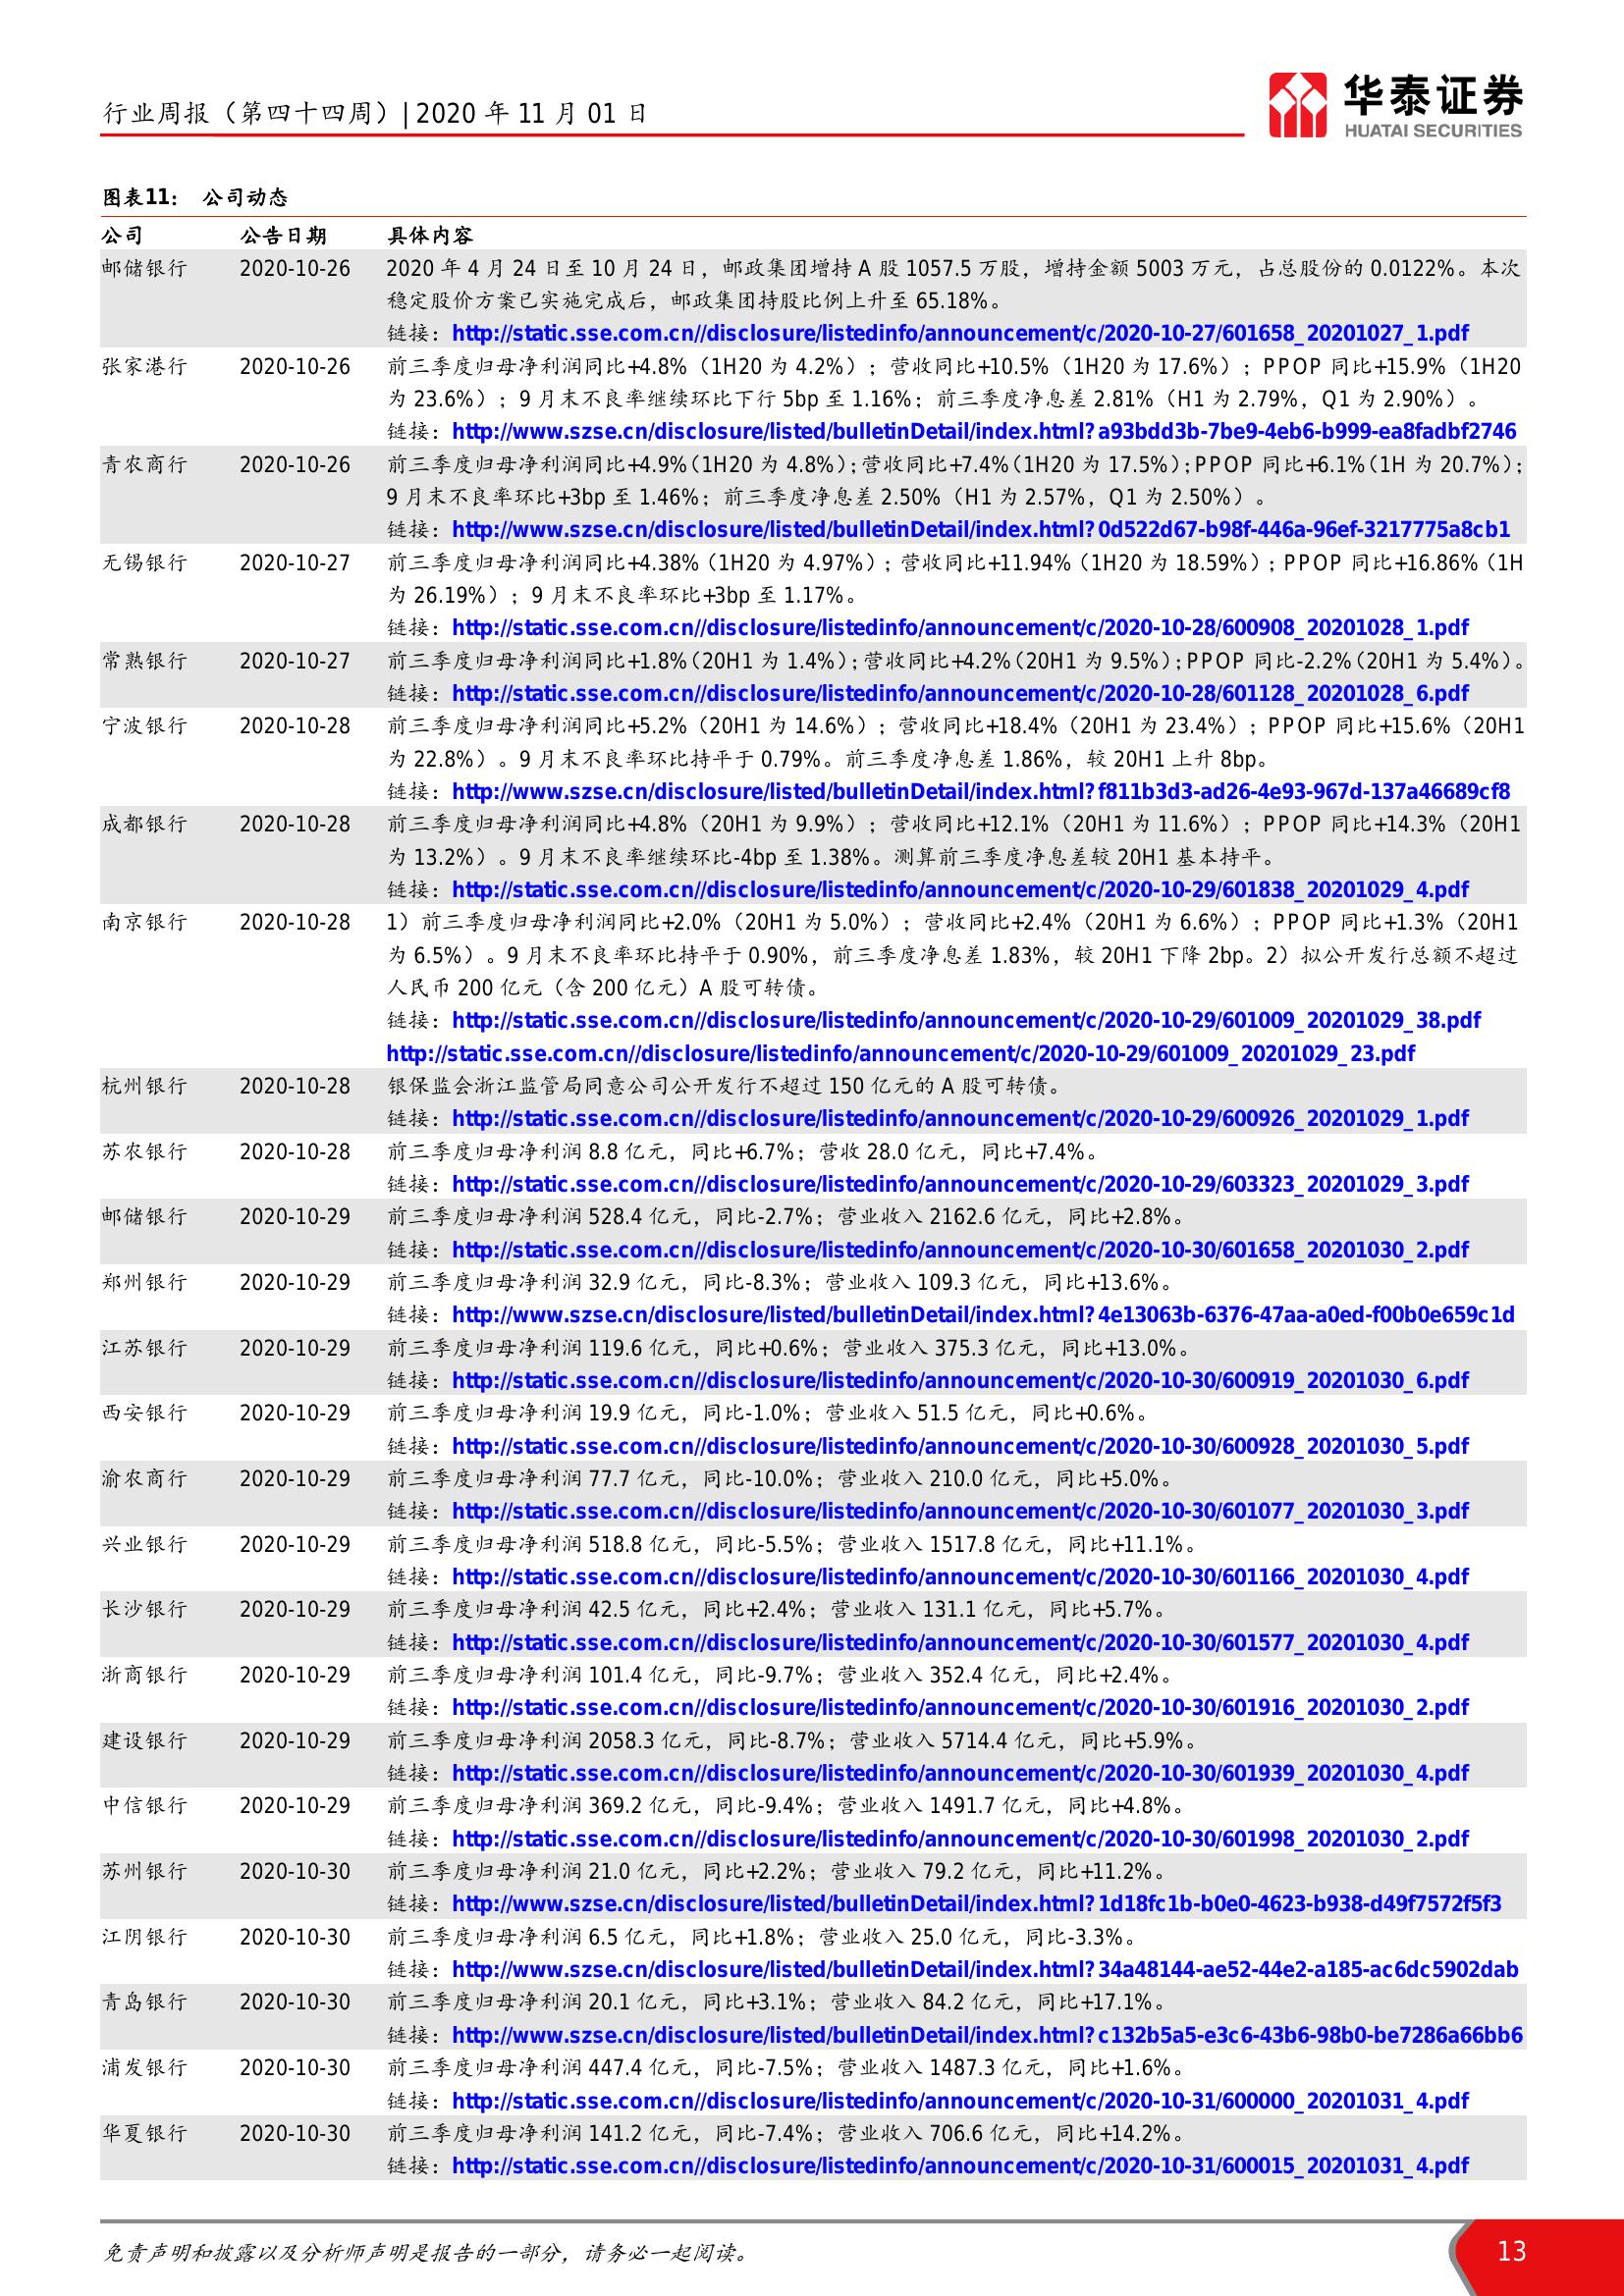 行业周报（第四十四周）| 2020 年 11 月 01 日
华泰证券
HUATAI SECURITIES
图表11： 公司动态
公司 公告日期 具体内容
邮储银行 2020-10-26 2020 年 4 月 24 日至 10 月 24 日，邮政集团增持 A 股 1057.5 万股，增持金额 5003 万元，占总股份的 0.0122%。本次
稳定股价方案已实施完成后，邮政集团持股比例上升至 65.18%。
链接：http://static.sse.com.cn//disclosure/listedinfo/announcement/c/2020-10-27/601658_20201027_1.pdf
张家港行 2020-10-26 前三季度归母净利润同比+4.8%（1H20 为 4.2%）；营收同比+10.5%（1H20 为 17.6%）；PPOP 同比+15.9%（1H20
为 23.6%）；9 月末不良率继续环比下行 5bp 至 1.16%；前三季度净息差 2.81%（H1 为 2.79%，Q1 为 2.90%）。
链接：http://www.szse.cn/disclosure/listed/bulletinDetail/index.html?a93bdd3b-7be9-4eb6-b999-ea8fadbf2746
青农商行 2020-10-26 前三季度归母净利润同比+4.9%（1H20 为 4.8%）；营收同比+7.4%（1H20 为 17.5%）；PPOP 同比+6.1%（1H 为 20.7%）；
9 月末不良率环比+3bp 至 1.46%；前三季度净息差 2.50%（H1 为 2.57%，Q1 为 2.50%）。
链接：http://www.szse.cn/disclosure/listed/bulletinDetail/index.html?0d522d67-b98f-446a-96ef-3217775a8cb1
无锡银行 2020-10-27 前三季度归母净利润同比+4.38%（1H20 为 4.97%）；营收同比+11.94%（1H20 为 18.59%）；PPOP 同比+16.86%（1H
为 26.19%）；9 月末不良率环比+3bp 至 1.17%。
链接：http://static.sse.com.cn//disclosure/listedinfo/announcement/c/2020-10-28/600908_20201028_1.pdf
常熟银行 2020-10-27 前三季度归母净利润同比+1.8%（20H1 为 1.4%）；营收同比+4.2%（20H1 为 9.5%）；PPOP 同比-2.2%（20H1 为 5.4%）。
链接：http://static.sse.com.cn//disclosure/listedinfo/announcement/c/2020-10-28/601128_20201028_6.pdf
宁波银行 2020-10-28 前三季度归母净利润同比+5.2%（20H1 为 14.6%）；营收同比+18.4%（20H1 为 23.4%）；PPOP 同比+15.6%（20H1
为 22.8%）。9 月末不良率环比持平于 0.79%。前三季度净息差 1.86%，较 20H1 上升 8bp。
链接：http://www.szse.cn/disclosure/listed/bulletinDetail/index.html?f811b3d3-ad26-4e93-967d-137a46689cf8
成都银行 2020-10-28 前三季度归母净利润同比+4.8%（20H1 为 9.9%）；营收同比+12.1%（20H1 为 11.6%）；PPOP 同比+14.3%（20H1
为 13.2%）。9 月末不良率继续环比-4bp 至 1.38%。测算前三季度净息差较 20H1 基本持平。
链接：http://static.sse.com.cn//disclosure/listedinfo/announcement/c/2020-10-29/601838_20201029_4.pdf
南京银行 2020-10-28 1）前三季度归母净利润同比+2.0%（20H1 为 5.0%）；营收同比+2.4%（20H1 为 6.6%）；PPOP 同比+1.3%（20H1
为 6.5%）。9 月末不良率环比持平于 0.90%，前三季度净息差 1.83%，较 20H1 下降 2bp。2）拟公开发行总额不超过
人民币 200 亿元（含 200 亿元）A 股可转债。
链接：http://static.sse.com.cn//disclosure/listedinfo/announcement/c/2020-10-29/601009_20201029_38.pdf
http://static.sse.com.cn//disclosure/listedinfo/announcement/c/2020-10-29/601009_20201029_23.pdf
杭州银行 2020-10-28 银保监会浙江监管局同意公司公开发行不超过 150 亿元的 A 股可转债。
链接：http://static.sse.com.cn//disclosure/listedinfo/announcement/c/2020-10-29/600926_20201029_1.pdf
苏农银行 2020-10-28 前三季度归母净利润 8.8 亿元，同比+6.7%；营收 28.0 亿元，同比+7.4%。
链接：http://static.sse.com.cn//disclosure/listedinfo/announcement/c/2020-10-29/603323_20201029_3.pdf
邮储银行 2020-10-29 前三季度归母净利润 528.4 亿元，同比-2.7%；营业收入 2162.6 亿元，同比+2.8%。
链接：http://static.sse.com.cn//disclosure/listedinfo/announcement/c/2020-10-30/601658_20201030_2.pdf
郑州银行 2020-10-29 前三季度归母净利润 32.9 亿元，同比-8.3%；营业收入 109.3 亿元，同比+13.6%。
链接：http://www.szse.cn/disclosure/listed/bulletinDetail/index.html?4e13063b-6376-47aa-a0ed-f00b0e659c1d
江苏银行 2020-10-29 前三季度归母净利润 119.6 亿元，同比+0.6%；营业收入 375.3 亿元，同比+13.0%。
链接：http://static.sse.com.cn//disclosure/listedinfo/announcement/c/2020-10-30/600919_20201030_6.pdf
西安银行 2020-10-29 前三季度归母净利润 19.9 亿元，同比-1.0%；营业收入 51.5 亿元，同比+0.6%。
链接：http://static.sse.com.cn//disclosure/listedinfo/announcement/c/2020-10-30/600928_20201030_5.pdf
渝农商行 2020-10-29 前三季度归母净利润 77.7 亿元，同比-10.0%；营业收入 210.0 亿元，同比+5.0%。
链接：http://static.sse.com.cn//disclosure/listedinfo/announcement/c/2020-10-30/601077_20201030_3.pdf
兴业银行 2020-10-29 前三季度归母净利润 518.8 亿元，同比-5.5%；营业收入 1517.8 亿元，同比+11.1%。
链接：http://static.sse.com.cn//disclosure/listedinfo/announcement/c/2020-10-30/601166_20201030_4.pdf
长沙银行 2020-10-29 前三季度归母净利润 42.5 亿元，同比+2.4%；营业收入 131.1 亿元，同比+5.7%。
链接：http://static.sse.com.cn//disclosure/listedinfo/announcement/c/2020-10-30/601577_20201030_4.pdf
浙商银行 2020-10-29 前三季度归母净利润 101.4 亿元，同比-9.7%；营业收入 352.4 亿元，同比+2.4%。
链接：http://static.sse.com.cn//disclosure/listedinfo/announcement/c/2020-10-30/601916_20201030_2.pdf
建设银行 2020-10-29 前三季度归母净利润 2058.3 亿元，同比-8.7%；营业收入 5714.4 亿元，同比+5.9%。
链接：http://static.sse.com.cn//disclosure/listedinfo/announcement/c/2020-10-30/601939_20201030_4.pdf
中信银行 2020-10-29 前三季度归母净利润 369.2 亿元，同比-9.4%；营业收入 1491.7 亿元，同比+4.8%。
链接：http://static.sse.com.cn//disclosure/listedinfo/announcement/c/2020-10-30/601998_20201030_2.pdf
苏州银行 2020-10-30 前三季度归母净利润 21.0 亿元，同比+2.2%；营业收入 79.2 亿元，同比+11.2%。
链接：http://www.szse.cn/disclosure/listed/bulletinDetail/index.html?1d18fc1b-b0e0-4623-b938-d49f7572f5f3
江阴银行 2020-10-30 前三季度归母净利润 6.5 亿元，同比+1.8%；营业收入 25.0 亿元，同比-3.3%。
链接：http://www.szse.cn/disclosure/listed/bulletinDetail/index.html?34a48144-ae52-44e2-a185-ac6dc5902dab
青岛银行 2020-10-30 前三季度归母净利润 20.1 亿元，同比+3.1%；营业收入 84.2 亿元，同比+17.1%。
链接：http://www.szse.cn/disclosure/listed/bulletinDetail/index.html?c132b5a5-e3c6-43b6-98b0-be7286a66bb6
浦发银行 2020-10-30 前三季度归母净利润 447.4 亿元，同比-7.5%；营业收入 1487.3 亿元，同比+1.6%。
链接：http://static.sse.com.cn//disclosure/listedinfo/announcement/c/2020-10-31/600000_20201031_4.pdf
华夏银行 2020-10-30 前三季度归母净利润 141.2 亿元，同比-7.4%；营业收入 706.6 亿元，同比+14.2%。
链接：http://static.sse.com.cn//disclosure/listedinfo/announcement/c/2020-10-31/600015_20201031_4.pdf
免责声明和披露以及分析师声明是报告的一部分，请务必一起阅读。 13